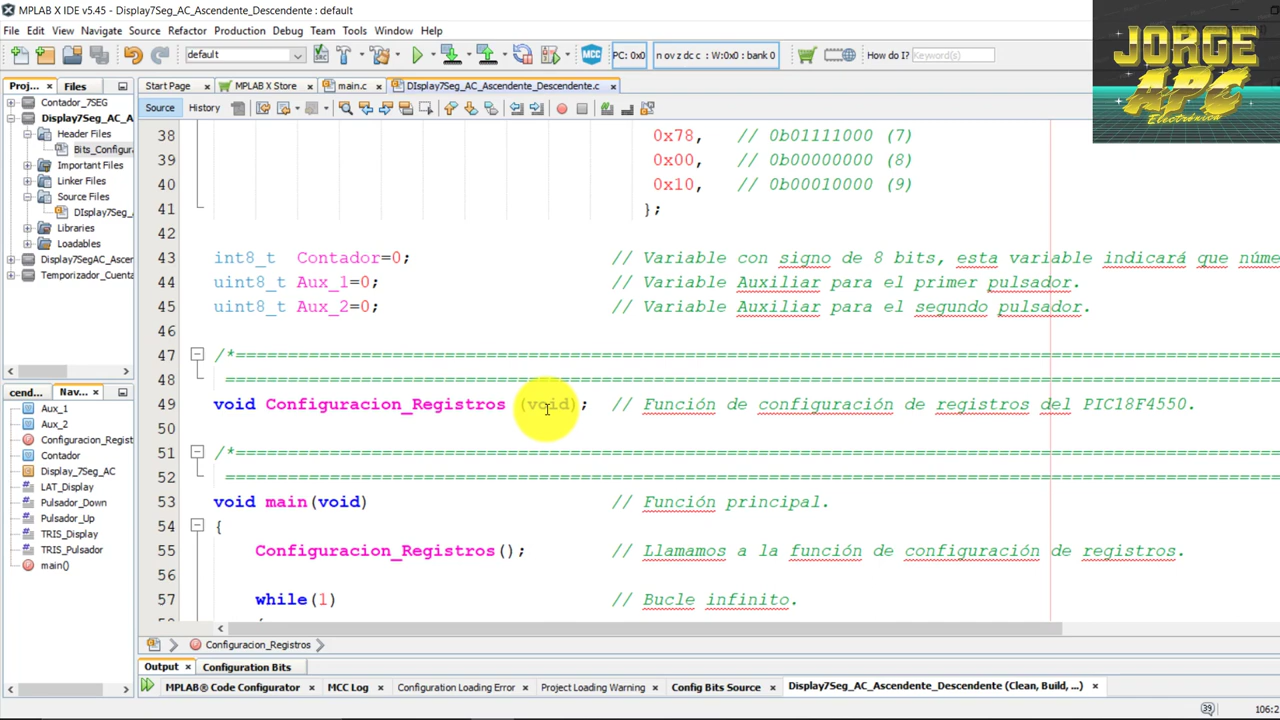 MPLAB X IDE v5.45 - Display7Seg_AC_Ascendente_Descendente : default
File Edit View Navigate Source Refactor Production Debug Team Tools Window Help
default MCC PC: 0x0 n ov z dc c : W:0x0 : bank 0 How do I? Keyword(s)
JORGE
APC
Electrónica
Proj... Files Start Page MPLAB X Store main.c DIsplay7Seg_AC_Ascendente_Descendente.c
Source History
Contador_7SEG
Display7Seg_AC_A
Header Files
Bits_Configura
Important Files
Linker Files
Source Files
DIsplay7Seg_
Libraries
Loadables
Display7SegAC_Ascende
Temporizador_Cuenta
38 0x78, // 0b01111000 (7)
39 0x00, // 0b00000000 (8)
40 0x10, // 0b00010000 (9)
41 };
42
43 int8_t Contador=0; // Variable con signo de 8 bits, esta variable indicará que núme
44 uint8_t Aux_1=0; // Variable Auxiliar para el primer pulsador.
45 uint8_t Aux_2=0; // Variable Auxiliar para el segundo pulsador.
46
47 /*====================================================================================================
48 =====================================================================================================
49 void Configuracion_Registros (void); // Función de configuración de registros del PIC18F4550.
50
51 /*====================================================================================================
52 =====================================================================================================
53 void main(void) // Función principal.
54 {
55 Configuracion_Registros(); // Llamamos a la función de configuración de registros.
56
57 while(1) // Bucle infinito.
cend... Nav...
Aux_1
Aux_2
Configuracion_Regist
Contador
Display_7Seg_AC
LAT_Display
Pulsador_Down
Pulsador_Up
TRIS_Display
TRIS_Pulsador
main()
Configuracion_Registros
Output Configuration Bits
MPLAB® Code Configurator MCC Log Configuration Loading Error Project Loading Warning Config Bits Source Display7Seg_AC_Ascendente_Descendente (Clean, Build, ...)
39 106:2